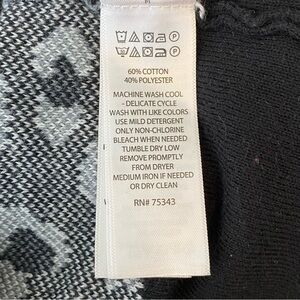 60% COTTON
40% POLYESTER
MACHINE WASH COOL
- DELICATE CYCLE
WASH WITH LIKE COLORS
USE MILD DETERGENT
ONLY NON-CHLORINE
BLEACH WHEN NEEDED
TUMBLE DRY LOW
REMOVE PROMPTLY
FROM DRYER
MEDIUM IRON IF NEEDED
OR DRY CLEAN
RN# 75343